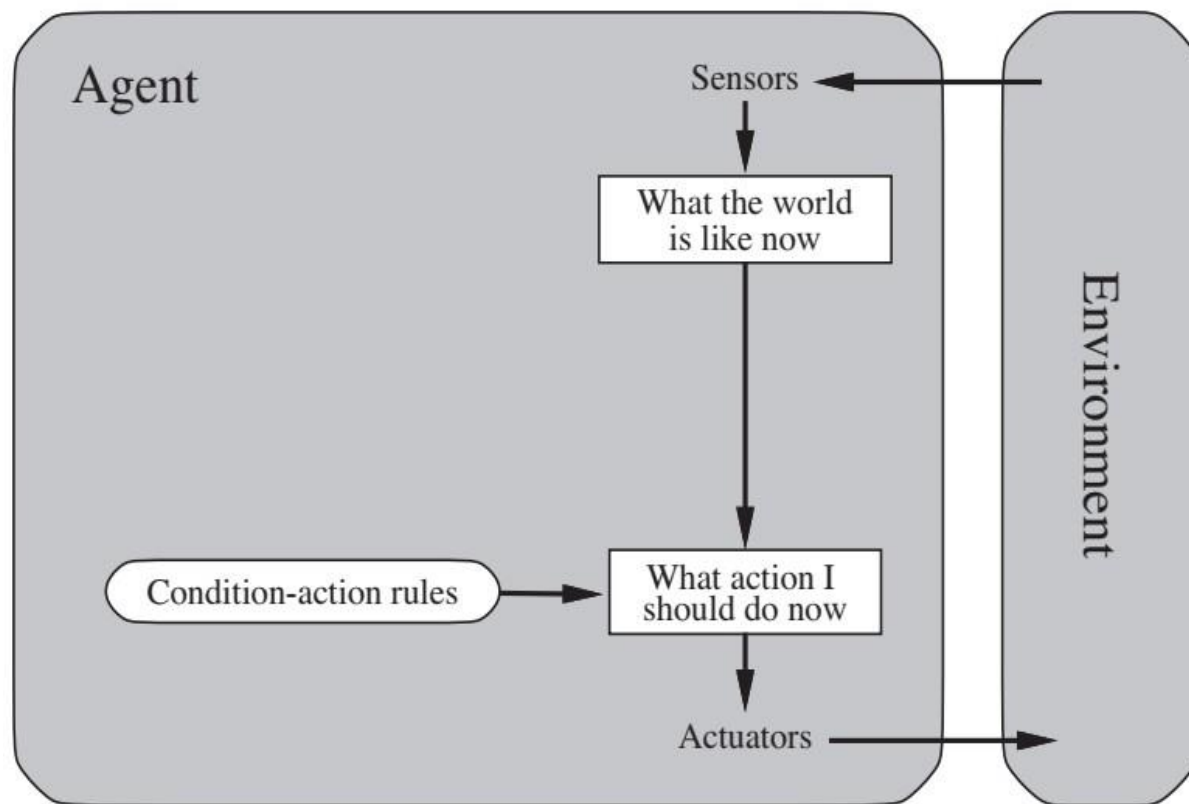 Agent
Sensors
What the world
is like now
Environment
Condition-action rules
What action I
should do now
Actuators